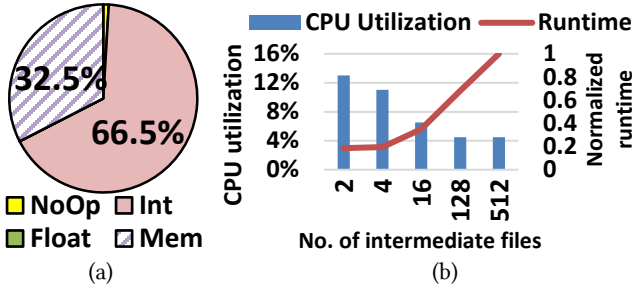 32.5%
66.5%
NoOp Int
Float Mem
(a)
CPU Utilization Runtime
CPU utilization
16%
12%
8%
4%
0%
1
0.8
0.6
0.4
0.2
0
Normalized
runtime
2
4
16
128
512
No. of intermediate files
(b)